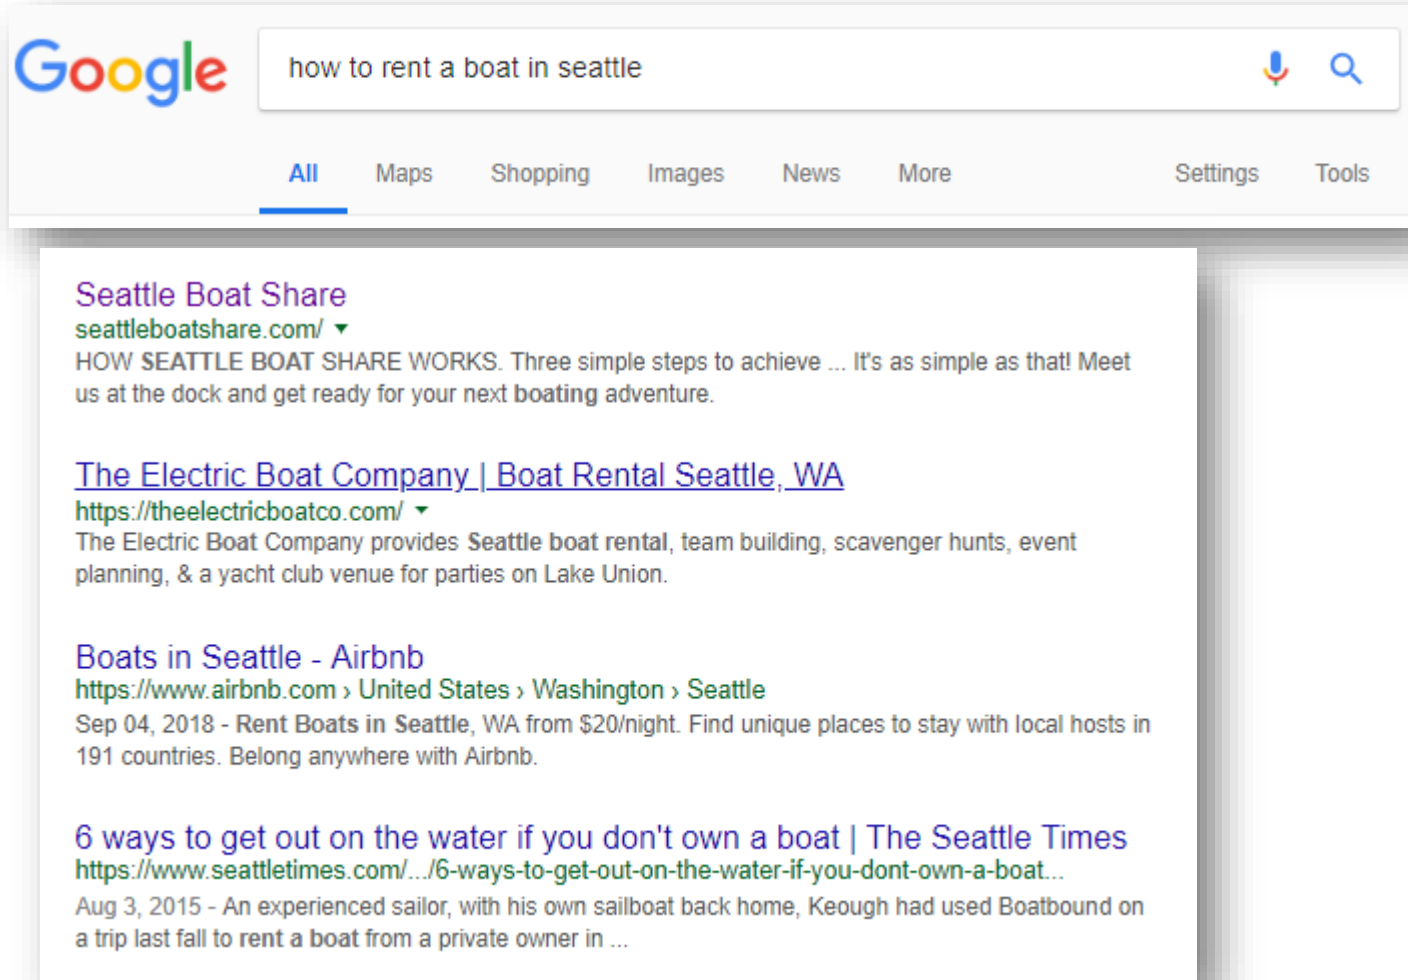 Google
how to rent a boat in seattle
All Maps Shopping Images News More Settings Tools
Seattle Boat Share
seattleboatshare.com/
HOW SEATTLE BOAT SHARE WORKS. Three simple steps to achieve ... It's as simple as that! Meet
us at the dock and get ready for your next boating adventure.
The Electric Boat Company | Boat Rental Seattle, WA
https://theelectricboatco.com/
The Electric Boat Company provides Seattle boat rental, team building, scavenger hunts, event
planning, & a yacht club venue for parties on Lake Union.
Boats in Seattle - Airbnb
https://www.airbnb.com › United States › Washington › Seattle
Sep 04, 2018 - Rent Boats in Seattle, WA from $20/night. Find unique places to stay with local hosts in
191 countries. Belong anywhere with Airbnb.
6 ways to get out on the water if you don't own a boat | The Seattle Times
https://www.seattletimes.com/.../6-ways-to-get-out-on-the-water-if-you-dont-own-a-boat...
Aug 3, 2015 - An experienced sailor, with his own sailboat back home, Keough had used Boatbound on
a trip last fall to rent a boat from a private owner in ...